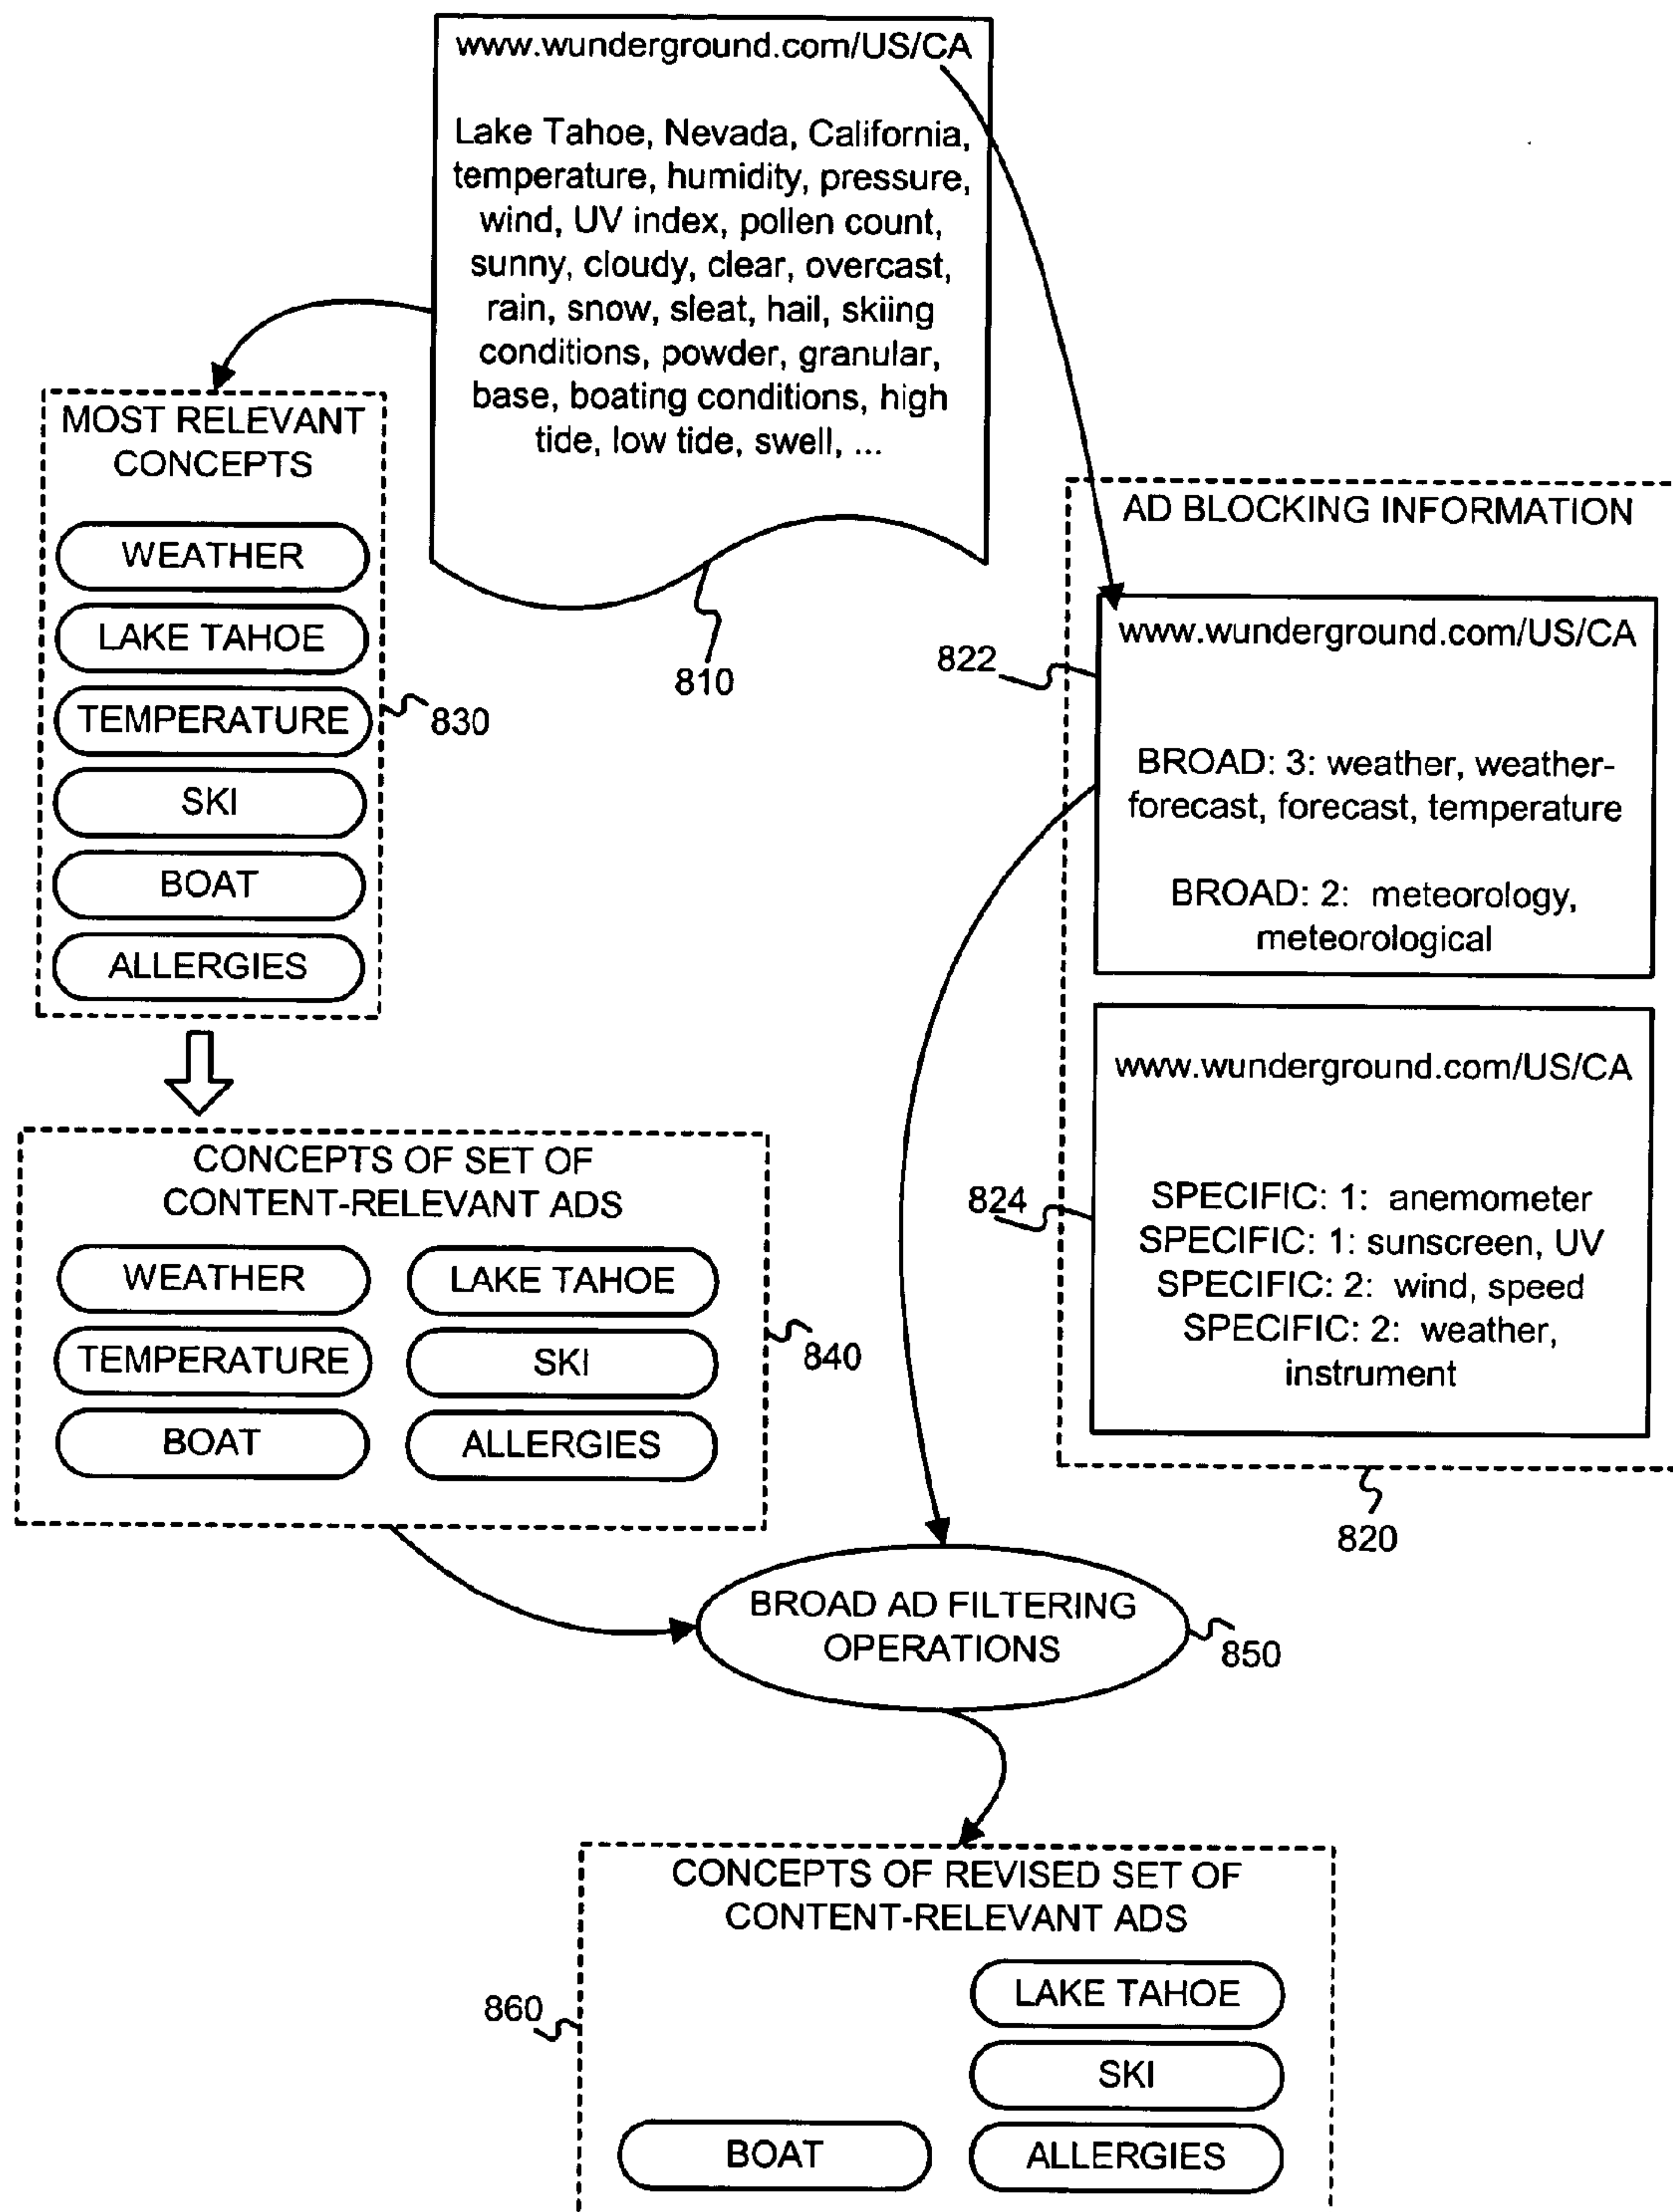 www.wunderground.com/US/CA
Lake Tahoe, Nevada, California,
temperature, humidity, pressure,
wind, UV index, pollen count,
sunny, cloudy, clear, overcast,
rain, snow, sleat, hail, skiing
conditions, powder, granular,
base, boating conditions, high
tide, low tide, swell, ...
810
MOST RELEVANT
CONCEPTS
WEATHER
LAKE TAHOE
TEMPERATURE
SKI
BOAT
ALLERGIES
830
AD BLOCKING INFORMATION
www.wunderground.com/US/CA
822
BROAD: 3: weather, weather-
forecast, forecast, temperature
BROAD: 2: meteorology,
meteorological
www.wunderground.com/US/CA
824
SPECIFIC: 1: anemometer
SPECIFIC: 1: sunscreen, UV
SPECIFIC: 2: wind, speed
SPECIFIC: 2: weather,
instrument
820
CONCEPTS OF SET OF
CONTENT-RELEVANT ADS
WEATHER
LAKE TAHOE
TEMPERATURE
SKI
BOAT
ALLERGIES
840
BROAD AD FILTERING
OPERATIONS
850
CONCEPTS OF REVISED SET OF
CONTENT-RELEVANT ADS
860
LAKE TAHOE
SKI
BOAT
ALLERGIES